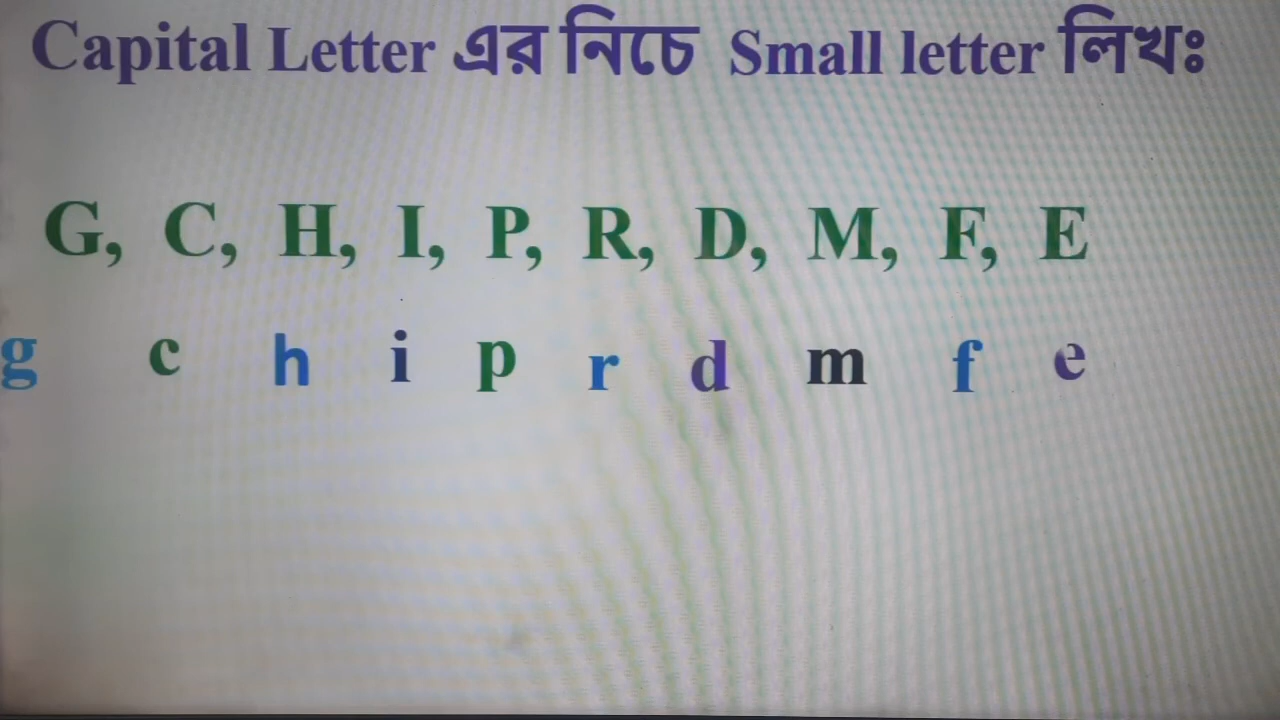 Capital Letter এর নিচে Small letter লিখঃ
G, C, H, I, P, R, D, M, F, E
g c h i p r d m f e